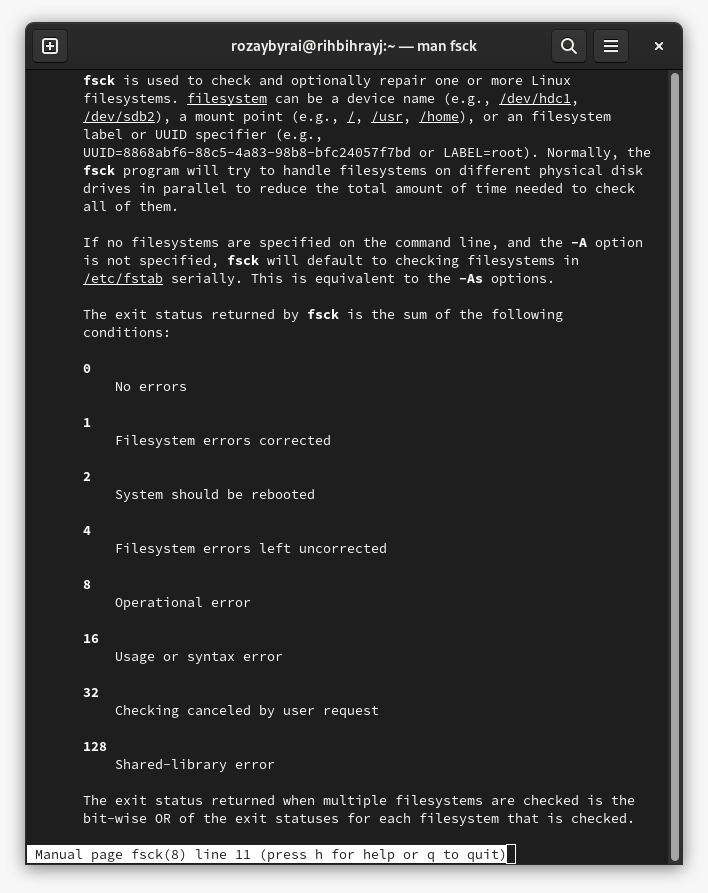 rozaybyrai@rihbihrayj:~ — man fsck
fsck is used to check and optionally repair one or more Linux
filesystems. filesystem can be a device name (e.g., /dev/hdc1,
/dev/sdb2), a mount point (e.g., /, /usr, /home), or an filesystem
label or UUID specifier (e.g.,
UUID=8868abf6-88c5-4a83-98b8-bfc24057f7bd or LABEL=root). Normally, the
fsck program will try to handle filesystems on different physical disk
drives in parallel to reduce the total amount of time needed to check
all of them.
If no filesystems are specified on the command line, and the -A option
is not specified, fsck will default to checking filesystems in
/etc/fstab serially. This is equivalent to the -As options.
The exit status returned by fsck is the sum of the following
conditions:
0
No errors
1
Filesystem errors corrected
2
System should be rebooted
4
Filesystem errors left uncorrected
8
Operational error
16
Usage or syntax error
32
Checking canceled by user request
128
Shared-library error
The exit status returned when multiple filesystems are checked is the
bit-wise OR of the exit statuses for each filesystem that is checked.
Manual page fsck(8) line 11 (press h for help or q to quit)